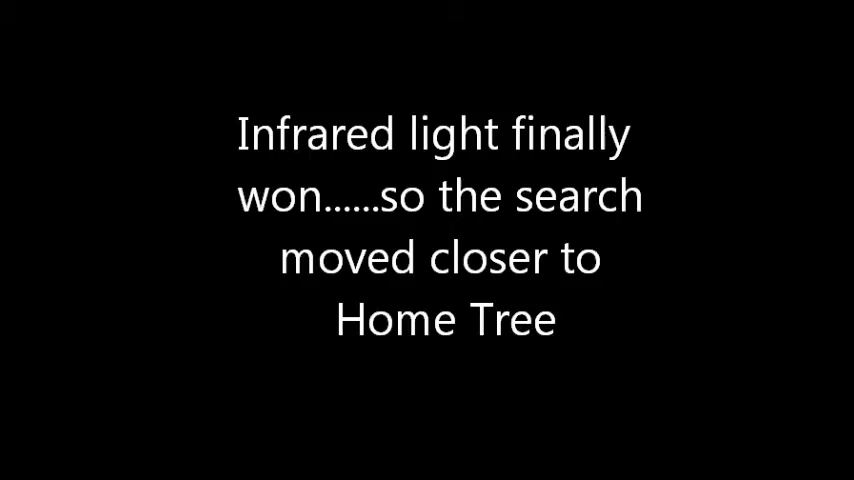 Infrared light finally
won......so the search
moved closer to
Home Tree